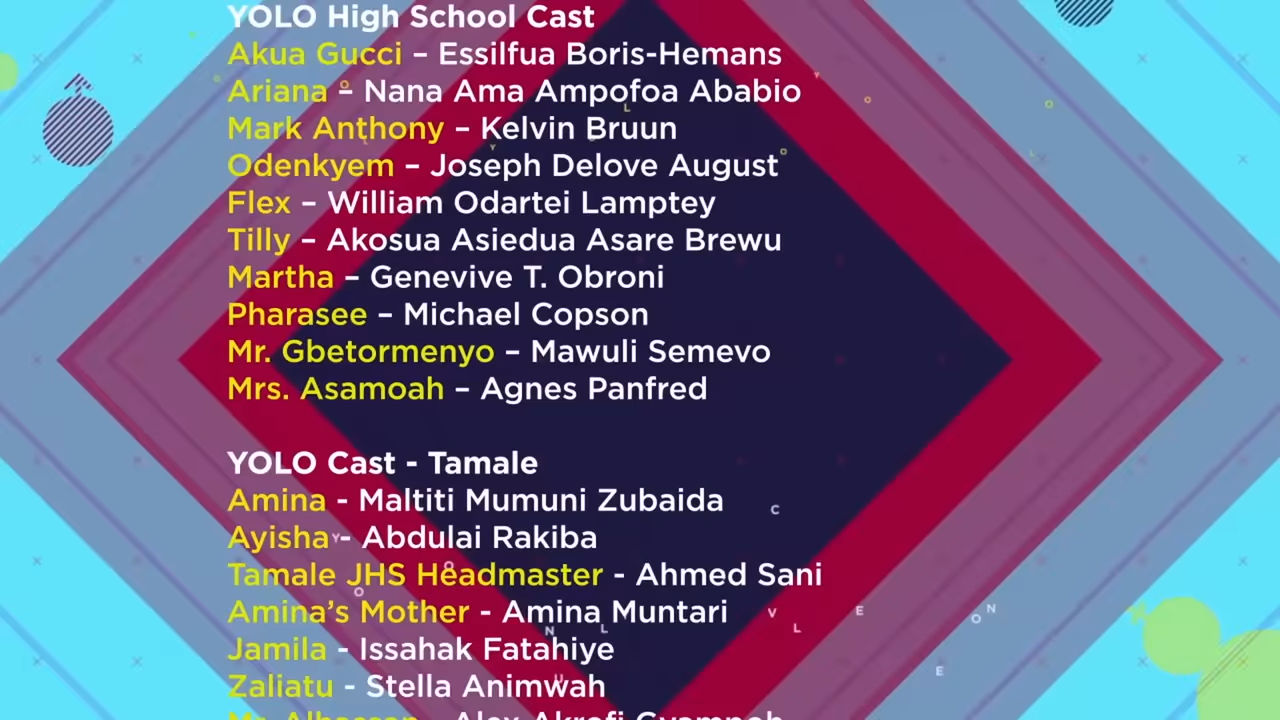 YOLO High School Cast
Akua Gucci – Essilfua Boris-Hemans
Ariana – Nana Ama Ampofoa Ababio
Mark Anthony – Kelvin Bruun
Odenkyem – Joseph Delove August
Flex – William Odartei Lamptey
Tilly – Akosua Asiedua Asare Brewu
Martha – Genevive T. Obroni
Pharasee – Michael Copson
Mr. Gbetormenyo – Mawuli Semevo
Mrs. Asamoah – Agnes Panfred
YOLO Cast - Tamale
Amina - Maltiti Mumuni Zubaida
Ayisha - Abdulai Rakiba
Tamale JHS Headmaster - Ahmed Sani
Amina's Mother - Amina Muntari
Jamila - Issahak Fatahiye
Zaliatu - Stella Animwah